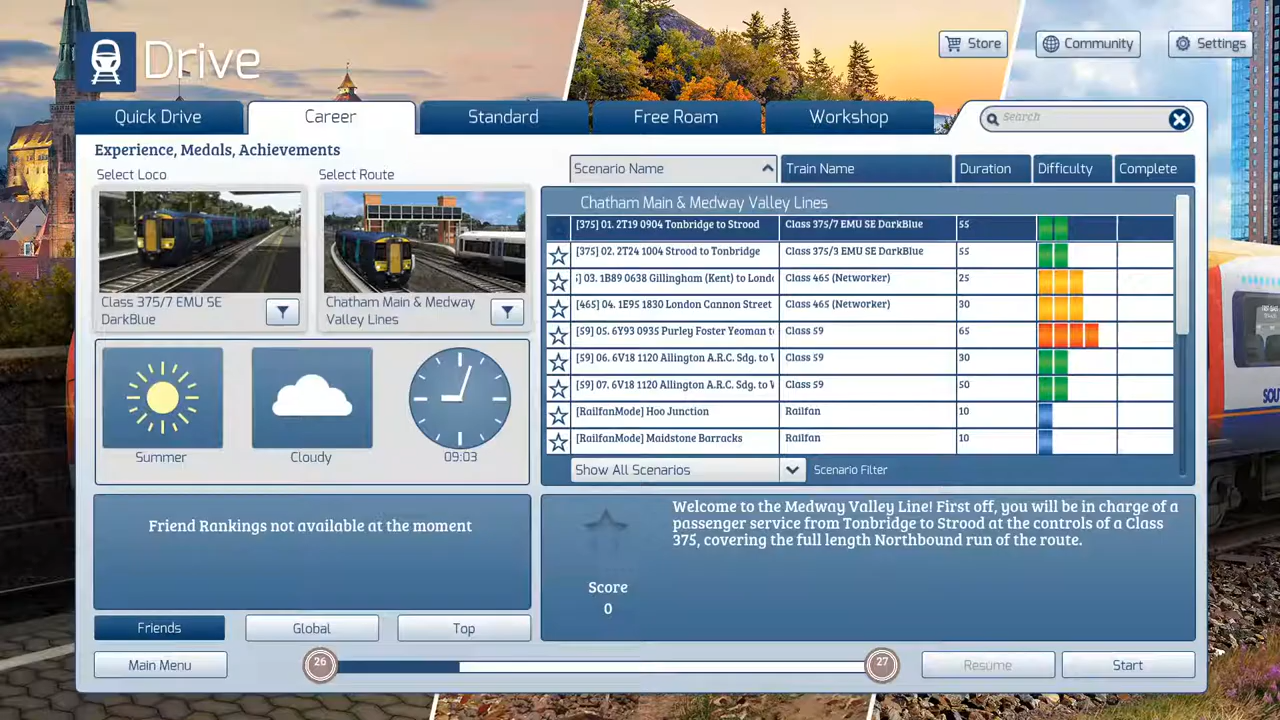 Drive
Store
Community
Settings
Quick Drive
Career
Standard
Free Roam
Workshop
Search
Experience, Medals, Achievements
Select Loco
Select Route
Class 375/7 EMU SE
DarkBlue
Chatham Main & Medway
Valley Lines
Summer
Cloudy
09:03
Scenario Name
Train Name
Duration
Difficulty
Complete
Chatham Main & Medway Valley Lines
[375] 01. 2T19 0904 Tonbridge to Strood Class 375/7 EMU SE DarkBlue 55
[375] 02. 2T24 1004 Strood to Tonbridge Class 375/3 EMU SE DarkBlue 55
5] 03. 1B89 0638 Gillingham (Kent) to Lond Class 465 (Networker) 25
[465] 04. 1E95 1830 London Cannon Street Class 465 (Networker) 30
[59] 05. 6Y93 0935 Purley Foster Yeoman t Class 59 65
[59] 06. 6V18 1120 Allington A.R.C. Sdg. to Class 59 30
[59] 07. 6V18 1120 Allington A.R.C. Sdg. to Class 59 50
[RailfanMode] Hoo Junction Railfan 10
[RailfanMode] Maidstone Barracks Railfan 10
Show All Scenarios
Scenario Filter
Friend Rankings not available at the moment
Welcome to the Medway Valley Line! First off, you will be in charge of a
passenger service from Tonbridge to Strood at the controls of a Class
375, covering the full length Northbound run of the route.
Score
0
Friends
Global
Top
Main Menu
26
27
Resume
Start